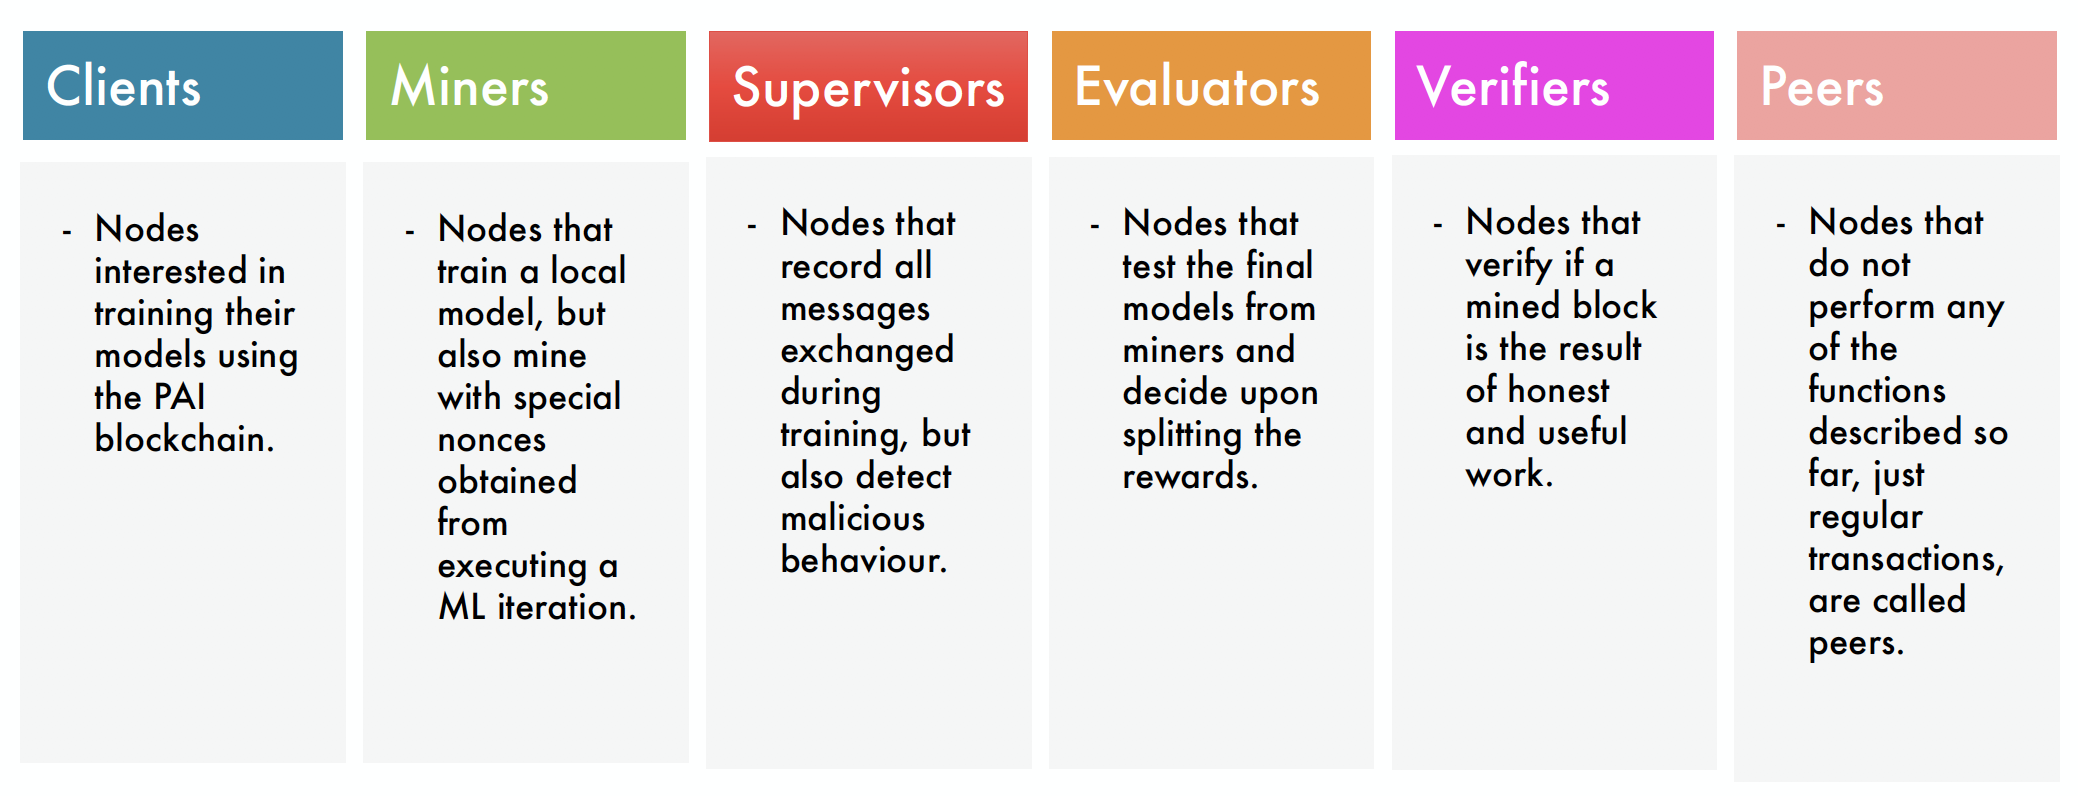 Clients
- Nodes
interested in
training their
models using
the PAI
blockchain.
Miners
- Nodes that
train a local
model, but
also mine
with special
nonces
obtained
from
executing a
ML iteration.
Supervisors
- Nodes that
record all
messages
exchanged
during
training, but
also detect
malicious
behaviour.
Evaluators
- Nodes that
test the final
models from
miners and
decide upon
splitting the
rewards.
Verifiers
- Nodes that
verify if a
mined block
is the result
of honest
and useful
work.
Peers
- Nodes that
do not
perform any
of the
functions
described so
far, just
regular
transactions,
are called
peers.